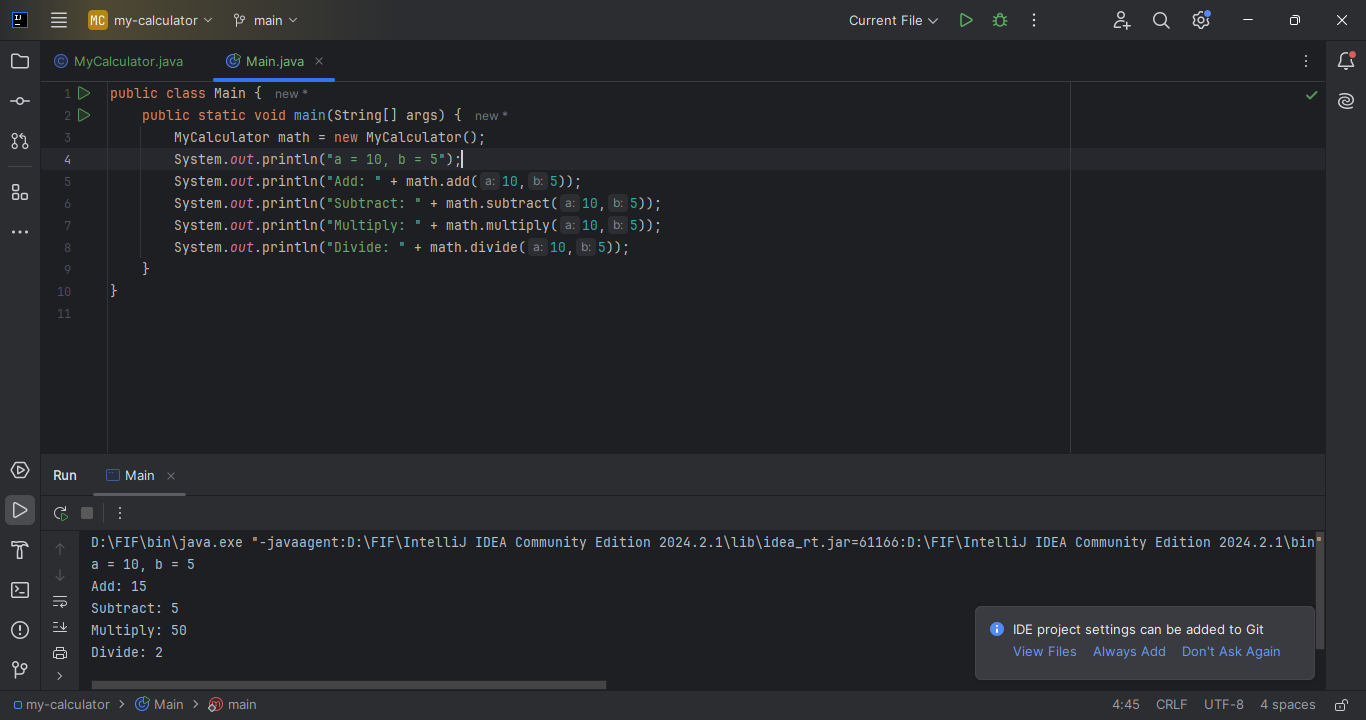 MC my-calculator main Current File
MyCalculator.java Main.java
1 public class Main { new *
2 public static void main(String[] args) { new *
3 MyCalculator math = new MyCalculator();
4 System.out.println("a = 10, b = 5");
5 System.out.println("Add: " + math.add( a: 10, b: 5));
6 System.out.println("Subtract: " + math.subtract( a: 10, b: 5));
7 System.out.println("Multiply: " + math.multiply( a: 10, b: 5));
8 System.out.println("Divide: " + math.divide( a: 10, b: 5));
9 }
10 }
11
Run Main
D:\FIF\bin\java.exe "-javaagent:D:\FIF\IntelliJ IDEA Community Edition 2024.2.1\lib\idea_rt.jar=61166:D:\FIF\IntelliJ IDEA Community Edition 2024.2.1\bin"
a = 10, b = 5
Add: 15
Subtract: 5
Multiply: 50
Divide: 2
IDE project settings can be added to Git
View Files Always Add Don't Ask Again
my-calculator > Main > main 4:45 CRLF UTF-8 4 spaces